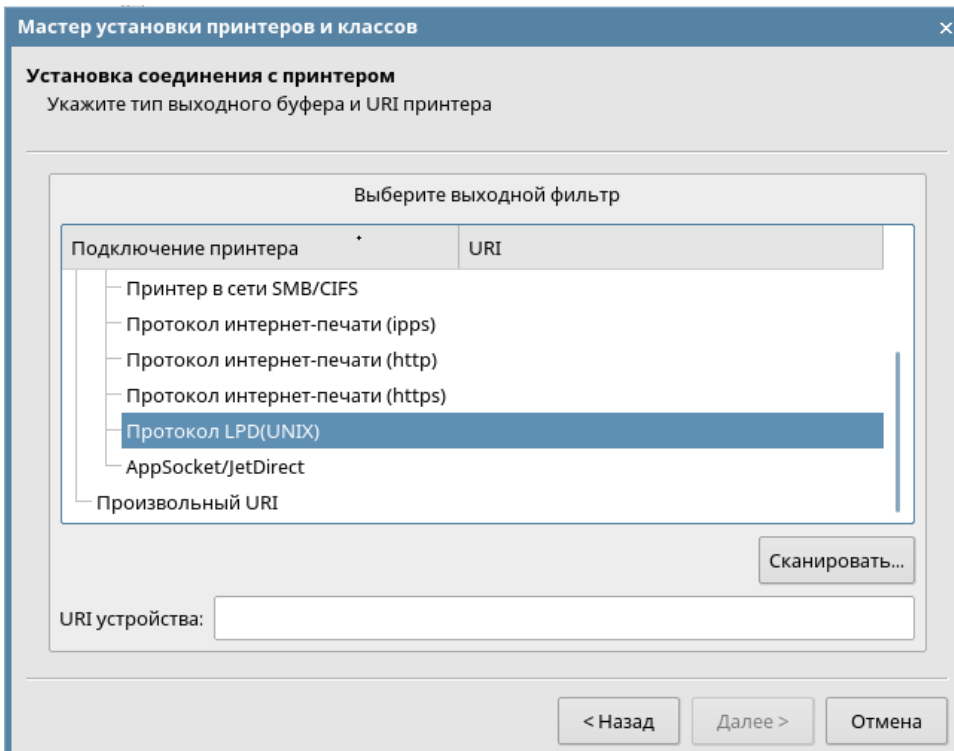 Мастер установки принтеров и классов
Установка соединения с принтером
Укажите тип выходного буфера и URI принтера
Выберите выходной фильтр
Подключение принтера URI
Принтер в сети SMB/CIFS
Протокол интернет-печати (ipps)
Протокол интернет-печати (http)
Протокол интернет-печати (https)
Протокол LPD(UNIX)
AppSocket/JetDirect
Произвольный URI
Сканировать...
URI устройства:
< Назад Далее > Отмена